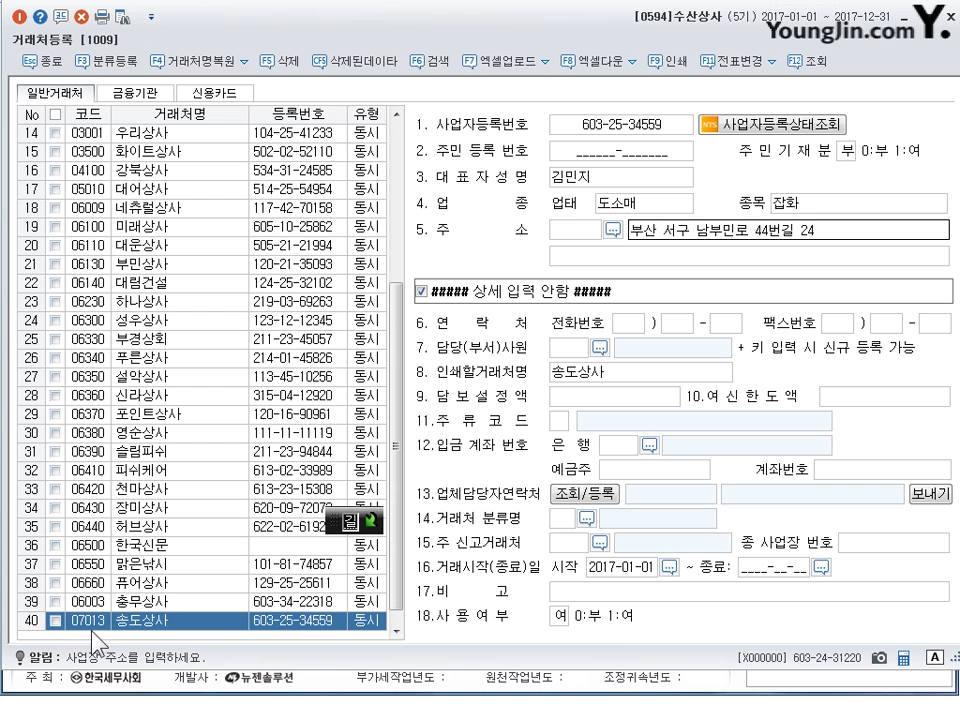 [0594]수산상사 (5기) 2017-01-01 ~ 2017-12-31
YoungJin.com Y.
거래처등록 [1009]
Esc 종료 F3 분류등록 F4 거래처명복원 F5 삭제 CF5 삭제된데이타 F6 검색 F7 엑셀업로드 F8 엑셀다운 F9 인쇄 F11 전표변경 F12 조회
일반거래처 금융기관 신용카드
No 코드 거래처명 등록번호 유형
14 03001 우리상사 104-25-41233 동시
15 03500 화이트상사 502-02-52110 동시
16 04100 강북상사 534-31-24585 동시
17 05010 대어상사 514-25-54954 동시
18 06009 네츄럴상사 117-42-70158 동시
19 06100 미래상사 605-10-25862 동시
20 06110 대운상사 505-21-21994 동시
21 06130 부민상사 120-21-35093 동시
22 06140 대림건설 124-25-32102 동시
23 06230 하나상사 219-03-69263 동시
24 06300 성우상사 123-12-12345 동시
25 06330 부경상회 211-23-45057 동시
26 06340 푸른상사 214-01-45826 동시
27 06350 설악상사 113-45-10256 동시
28 06360 신라상사 315-04-12920 동시
29 06370 포인트상사 120-16-90961 동시
30 06380 영순상사 111-11-11119 동시
31 06390 슬림피쉬 211-23-94844 동시
32 06410 피쉬케어 613-02-33989 동시
33 06420 천마상사 613-23-15308 동시
34 06430 장미상사 620-09-7207 동시
35 06440 허브상사 622-02-6192 동시
36 06500 한국신문 동시
37 06550 맑은낚시 101-81-74857 동시
38 06660 퓨어상사 129-25-25611 동시
39 06003 충무상사 603-34-22318 동시
40 07013 송도상사 603-25-34559 동시
1. 사업자등록번호 603-25-34559 NTS 사업자등록상태조회
2. 주민 등록 번호 ______-_______ 주 민 기 재 분 부 0:부 1:여
3. 대 표 자 성 명 김민지
4. 업 종 업태 도소매 종목 잡화
5. 주 소 부산 서구 남부민로 44번길 24
##### 상세 입력 안함 #####
6. 연 락 처 전화번호 ) - 팩스번호 ) -
7. 담당(부서)사원 + 키 입력 시 신규 등록 가능
8. 인쇄할거래처명 송도상사
9. 담 보 설 정 액 10.여 신 한 도 액
11.주 류 코 드
12.입금 계좌 번호 은 행
예금주 계좌번호
13.업체담당자연락처 조회/등록 보내기
14.거래처 분류명
15.주 신고거래처 종 사업장 번호
16.거래시작(종료)일 시작 2017-01-01 ~ 종료: ____-__-__
17.비 고
18.사 용 여 부 여 0:부 1:여
알림 : 사업장 주소를 입력하세요. [X000000] 603-24-31220 A
주 최 : 한국세무사회 개발사 : 뉴젠솔루션 부가세작업년도 : 원천작업년도 : 조정귀속년도 :